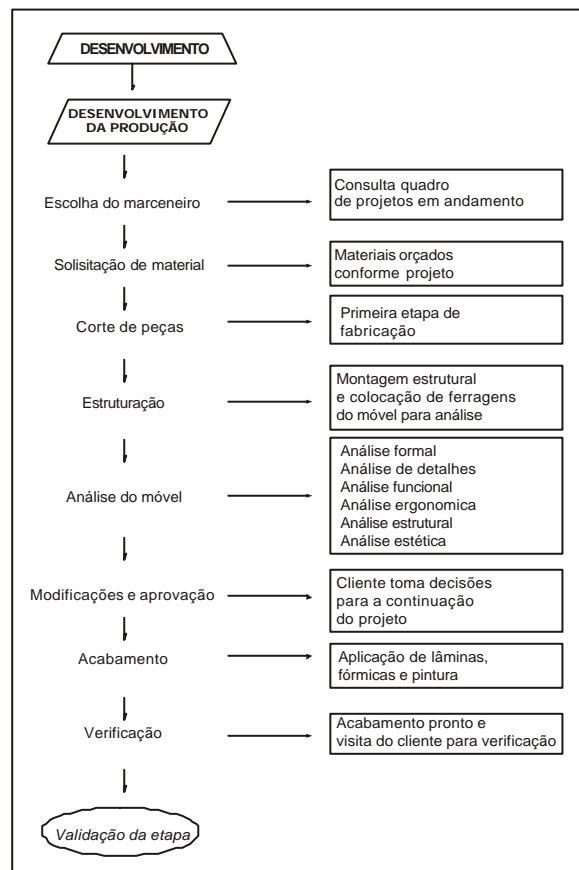 DESENVOLVIMENTO
DESENVOLVIMENTO
DA PRODUÇÃO
Escolha do marceneiro
Consulta quadro
de projetos em andamento
Solisitação de material
Materiais orçados
conforme projeto
Corte de peças
Primeira etapa de
fabricação
Estruturação
Montagem estrutural
e colocação de ferragens
do móvel para análise
Análise do móvel
Análise formal
Análise de detalhes
Análise funcional
Análise ergonomica
Análise estrutural
Análise estética
Modificações e aprovação
Cliente toma decisões
para a continuação
do projeto
Acabamento
Aplicação de lâminas,
fórmicas e pintura
Verificação
Acabamento pronto e
visita do cliente para verificação
Validação da etapa